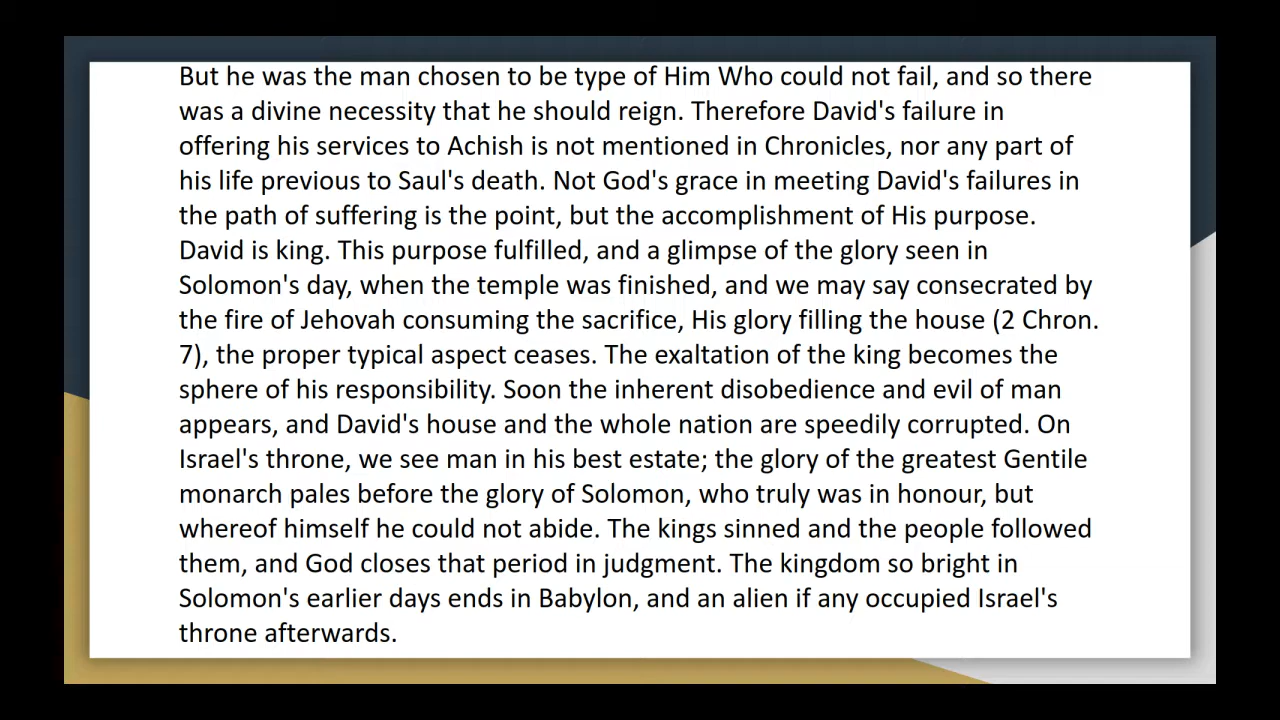 But he was the man chosen to be type of Him Who could not fail, and so there
was a divine necessity that he should reign. Therefore David's failure in
offering his services to Achish is not mentioned in Chronicles, nor any part of
his life previous to Saul's death. Not God's grace in meeting David's failures in
the path of suffering is the point, but the accomplishment of His purpose.
David is king. This purpose fulfilled, and a glimpse of the glory seen in
Solomon's day, when the temple was finished, and we may say consecrated by
the fire of Jehovah consuming the sacrifice, His glory filling the house (2 Chron.
7), the proper typical aspect ceases. The exaltation of the king becomes the
sphere of his responsibility. Soon the inherent disobedience and evil of man
appears, and David's house and the whole nation are speedily corrupted. On
Israel's throne, we see man in his best estate; the glory of the greatest Gentile
monarch pales before the glory of Solomon, who truly was in honour, but
whereof himself he could not abide. The kings sinned and the people followed
them, and God closes that period in judgment. The kingdom so bright in
Solomon's earlier days ends in Babylon, and an alien if any occupied Israel's
throne afterwards.